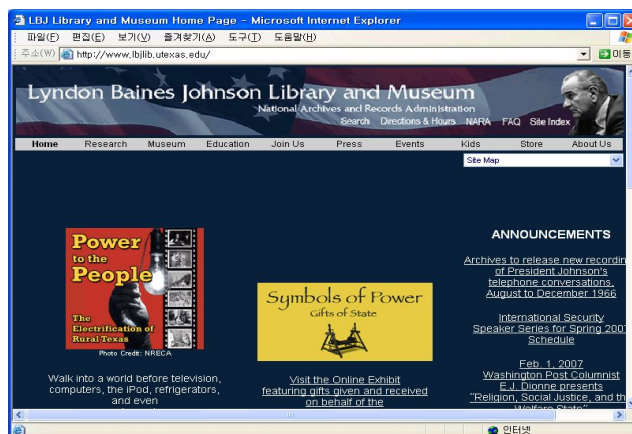 LBJ Library and Museum Home Page - Microsoft Internet Explorer
파일(F) 편집(E) 보기(V) 즐겨찾기(A) 도구(T) 도움말(H)
주소(W) http://www.lbjlib.utexas.edu/ 이동
Lyndon Baines Johnson Library and Museum
National Archives and Records Administration
Search Directions & Hours NARA FAQ Site Index
Home Research Museum Education Join Us Press Events Kids Store About Us
Site Map
Power
to the
People
The
Electrification of
Rural Texas
Photo Credit: NRECA
Walk into a world before television,
computers, the iPod, refrigerators,
and even
Symbols of Power
Gifts of State
Visit the Online Exhibit
featuring gifts given and received
on behalf of the
ANNOUNCEMENTS
Archives to release new recordin
of President Johnson's
telephone conversations,
August to December 1966
International Security
Speaker Series for Spring 200
Schedule
Feb. 1, 2007
Washington Post Columnist
E.J. Dionne presents
"Religion, Social Justice, and th
Welfare State"
인터넷